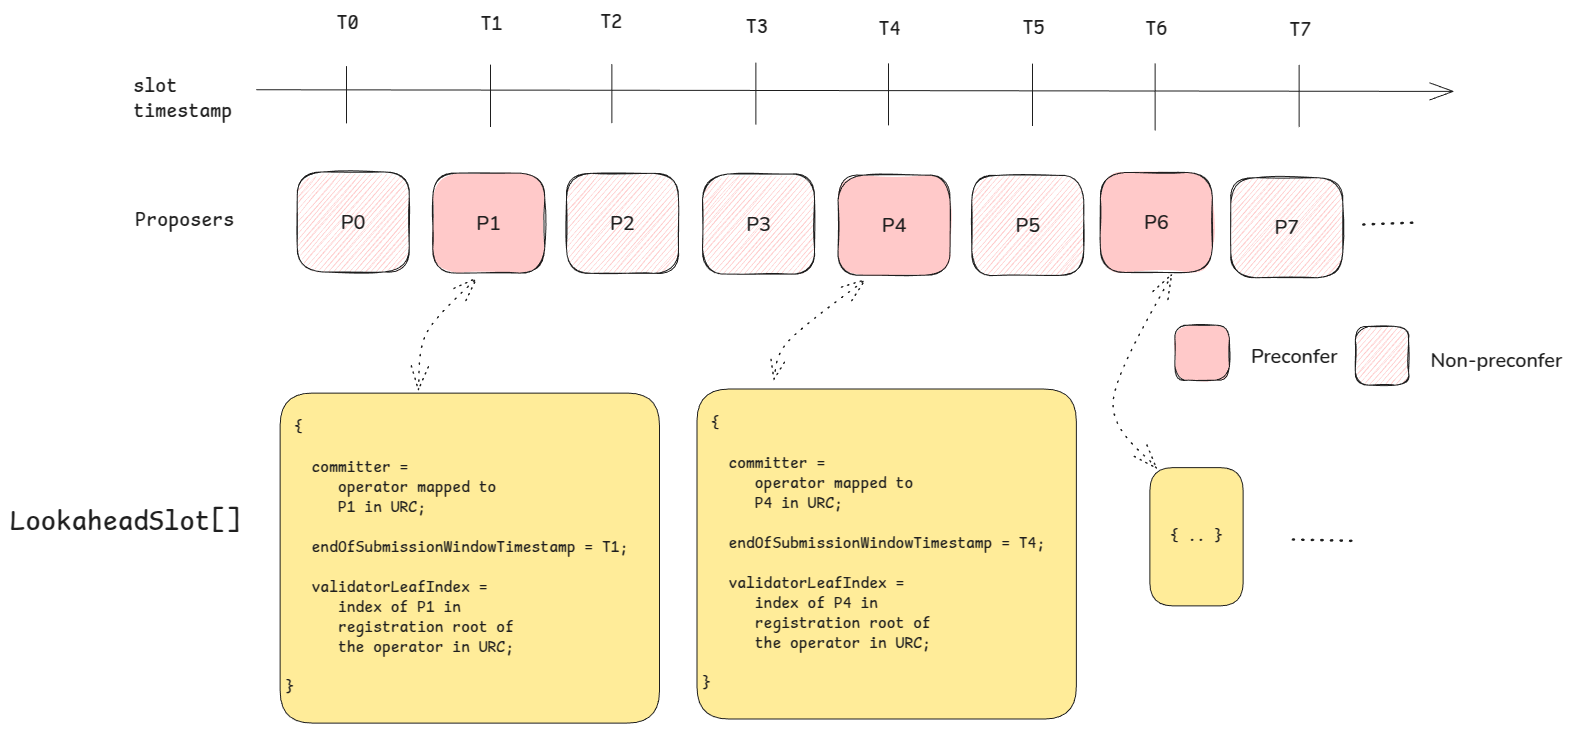 T0
T1
T2
T3
T4
T5
T6
T7
slot
timestamp
Proposers
P0
P1
P2
P3
P4
P5
P6
P7
......
Preconfer
Non-preconfer
LookaheadSlot[]
{
committer =
operator mapped to
P1 in URC;
endOfSubmissionWindowTimestamp = T1;
validatorLeafIndex =
index of P1 in
registration root of
the operator in URC;
}
{
committer =
operator mapped to
P4 in URC;
endOfSubmissionWindowTimestamp = T4;
validatorLeafIndex =
index of P4 in
registration root of
the operator in URC;
}
{ .. }
.......